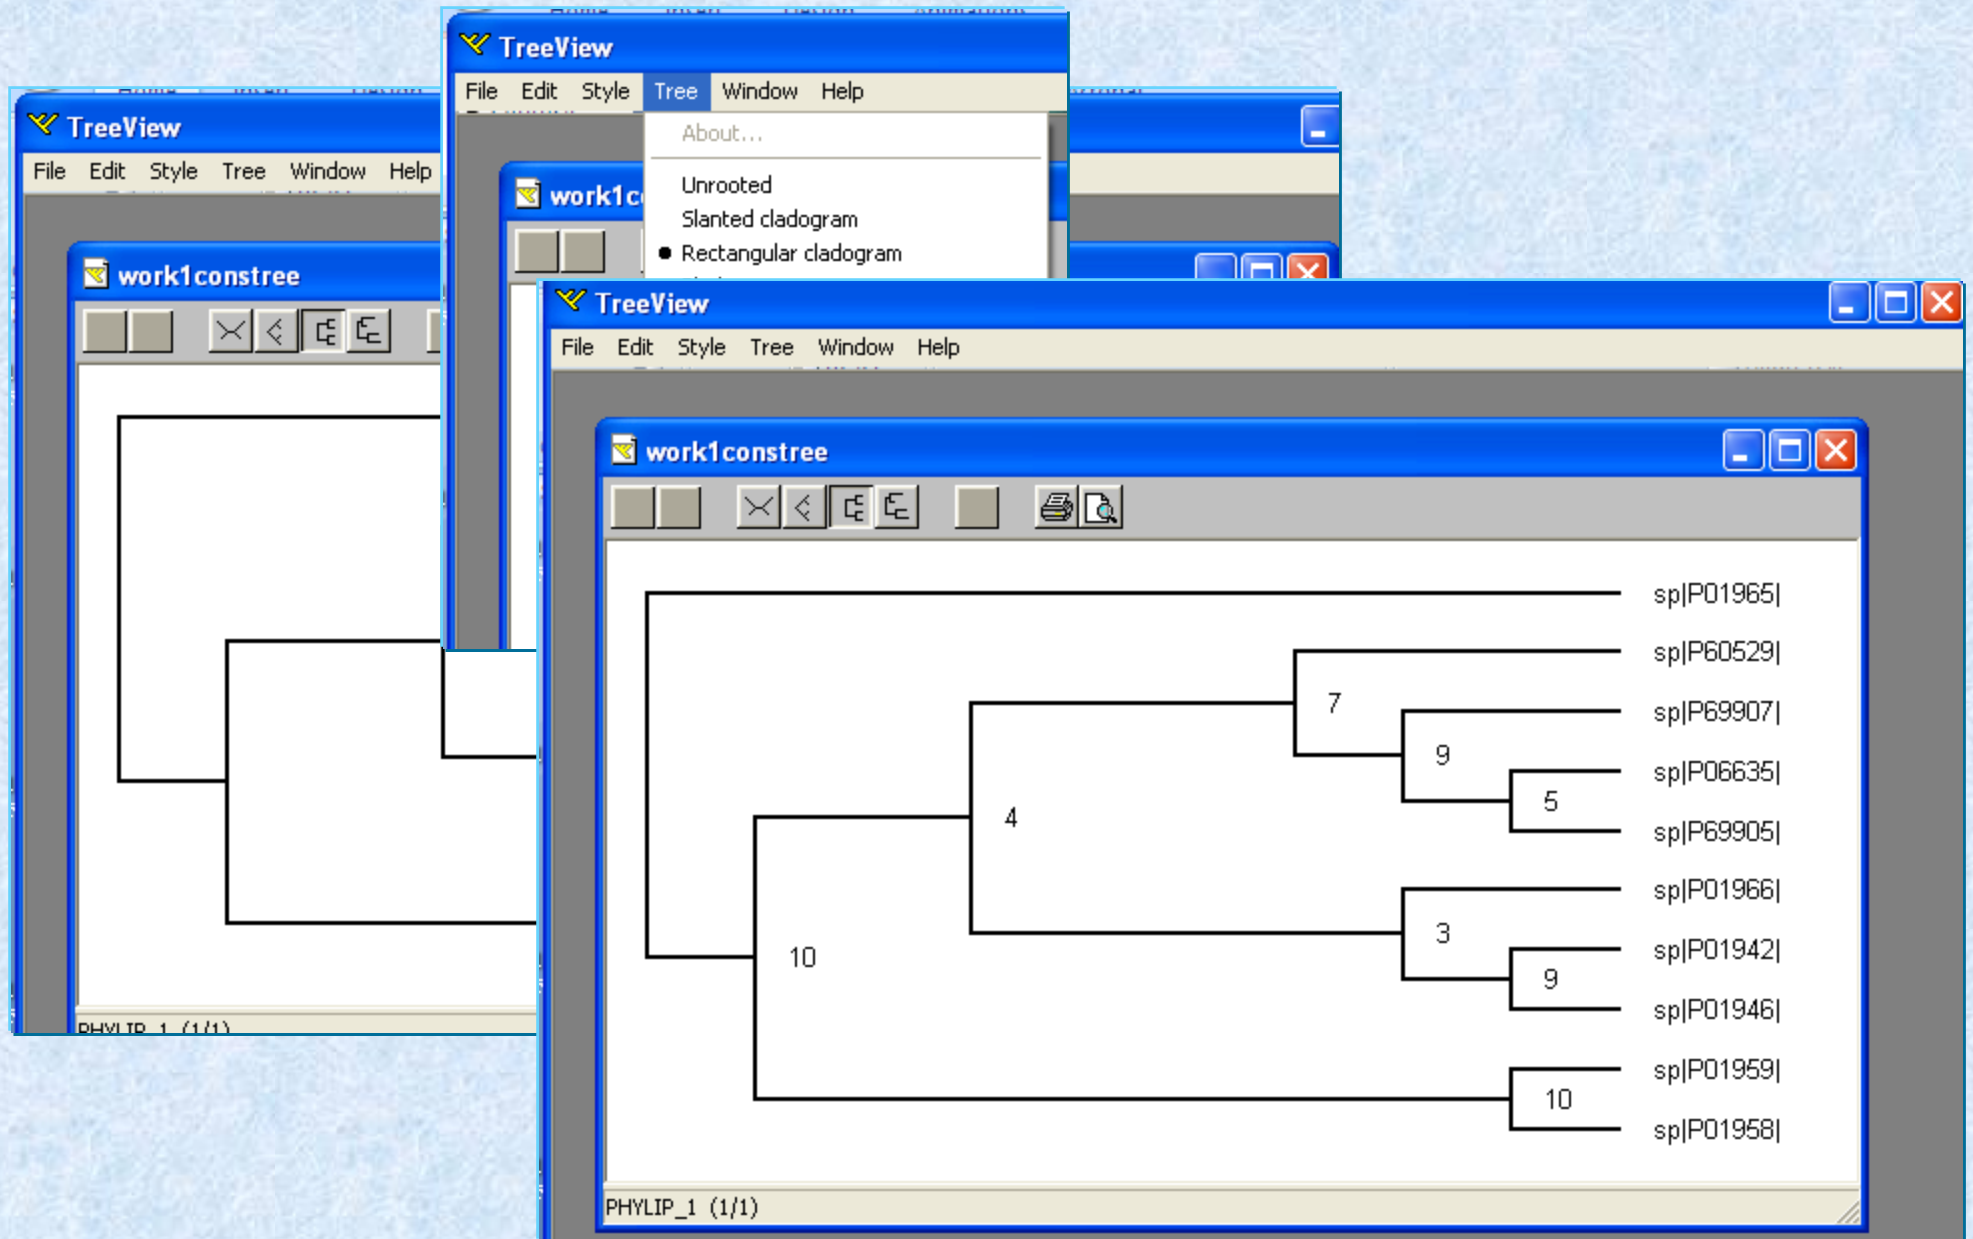 TreeView
File Edit Style Tree Window Help
work1constree
PHYLIP_1 (1/1)
TreeView
File Edit Style Tree Window Help
About...
Unrooted
Slanted cladogram
Rectangular cladogram
work1c
TreeView
File Edit Style Tree Window Help
work1constree
sp|P01965|
sp|P60529|
7
sp|P69907|
9
sp|P06635|
5
4
sp|P69905|
sp|P01966|
3
sp|P01942|
10
9
sp|P01946|
sp|P01959|
10
sp|P01958|
PHYLIP_1 (1/1)